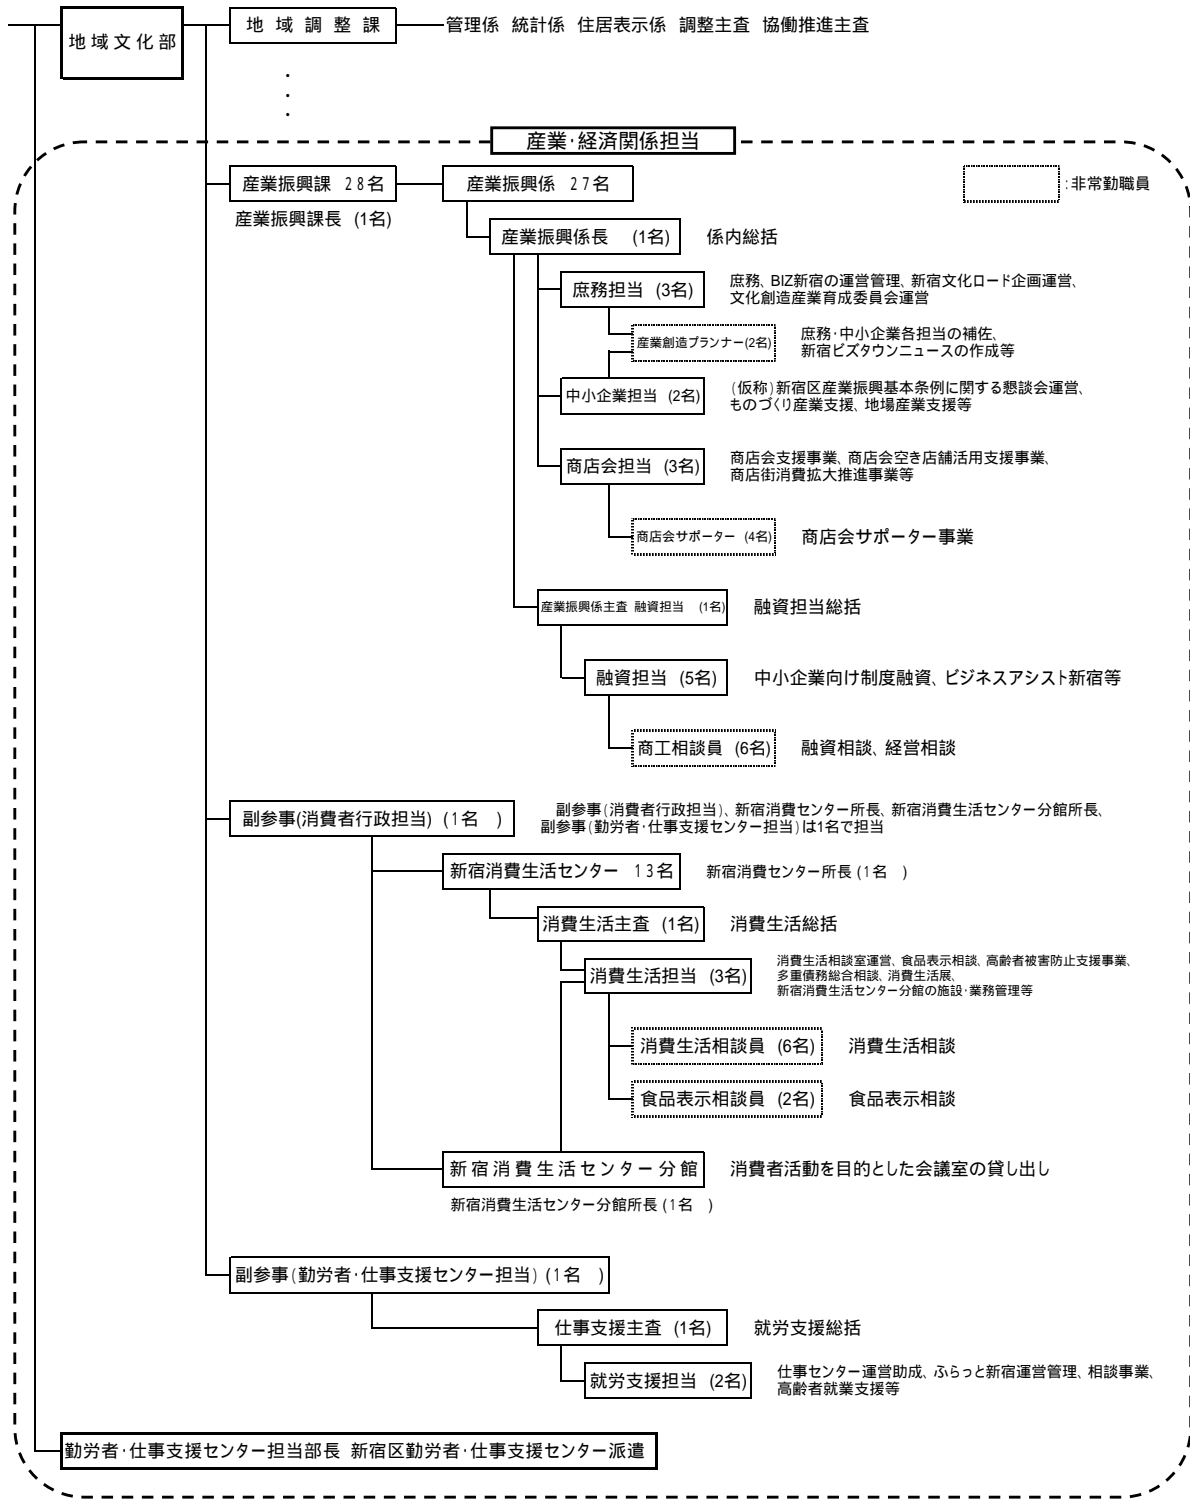 地域文化部
地域調整課
管理係 統計係 住居表示係 調整主査 協働推進主査
産業・経済関係担当
産業振興課 28名
産業振興係 27名
:非常勤職員
産業振興課長 (1名)
産業振興係長 (1名) 係内総括
庶務担当 (3名)
庶務、BIZ新宿の運営管理、新宿文化ロード企画運営、
文化創造産業育成委員会運営
産業創造プランナー(2名)
庶務・中小企業各担当の補佐、
新宿ビズタウンニュースの作成等
中小企業担当 (2名)
(仮称)新宿区産業振興基本条例に関する懇談会運営、
ものづくり産業支援、地場産業支援等
商店会担当 (3名)
商店会支援事業、商店会空き店舗活用支援事業、
商店街消費拡大推進事業等
商店会サポーター (4名) 商店会サポーター事業
産業振興係主査 融資担当 (1名) 融資担当総括
融資担当 (5名) 中小企業向け制度融資、ビジネスアシスト新宿等
商工相談員 (6名) 融資相談、経営相談
副参事(消費者行政担当) (1名 )
副参事(消費者行政担当)、新宿消費センター所長、新宿消費生活センター分館所長、
副参事(勤労者・仕事支援センター担当)は1名で担当
新宿消費生活センター 13名 新宿消費センター所長 (1名 )
消費生活主査 (1名) 消費生活総括
消費生活担当 (3名)
消費生活相談室運営、食品表示相談、高齢者被害防止支援事業、
多重債務総合相談、消費生活展、
新宿消費生活センター分館の施設・業務管理等
消費生活相談員 (6名) 消費生活相談
食品表示相談員 (2名) 食品表示相談
新宿消費生活センター分館 消費者活動を目的とした会議室の貸し出し
新宿消費生活センター分館所長 (1名 )
副参事(勤労者・仕事支援センター担当) (1名 )
仕事支援主査 (1名) 就労支援総括
就労支援担当 (2名)
仕事センター運営助成、ふらっと新宿運営管理、相談事業、
高齢者就業支援等
勤労者・仕事支援センター担当部長 新宿区勤労者・仕事支援センター派遣